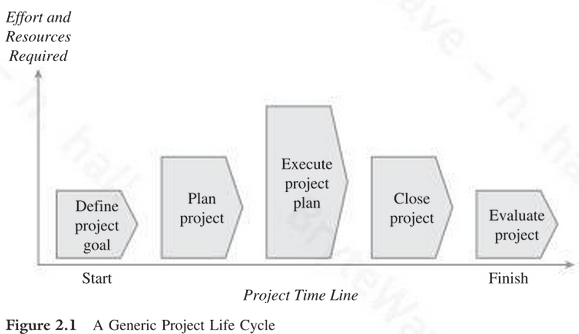 Effort and
Resources
Required
Define
project
goal
Plan
project
Execute
project
plan
Close
project
Evaluate
project
Start
Finish
Project Time Line
Figure 2.1 A Generic Project Life Cycle